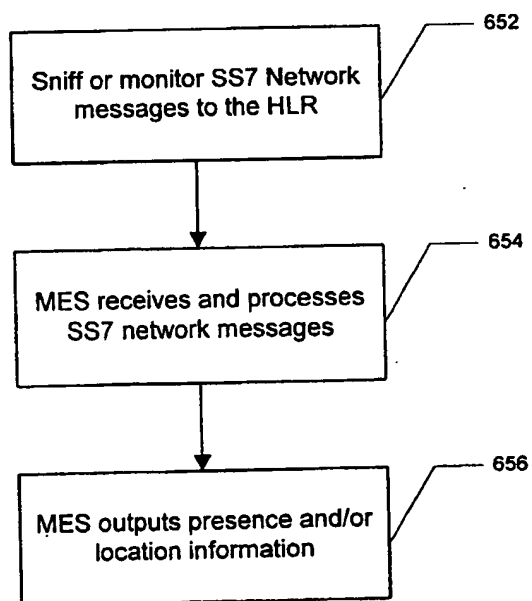 652
Sniff or monitor SS7 Network
messages to the HLR
654
MES receives and processes
SS7 network messages
656
MES outputs presence and/or
location information